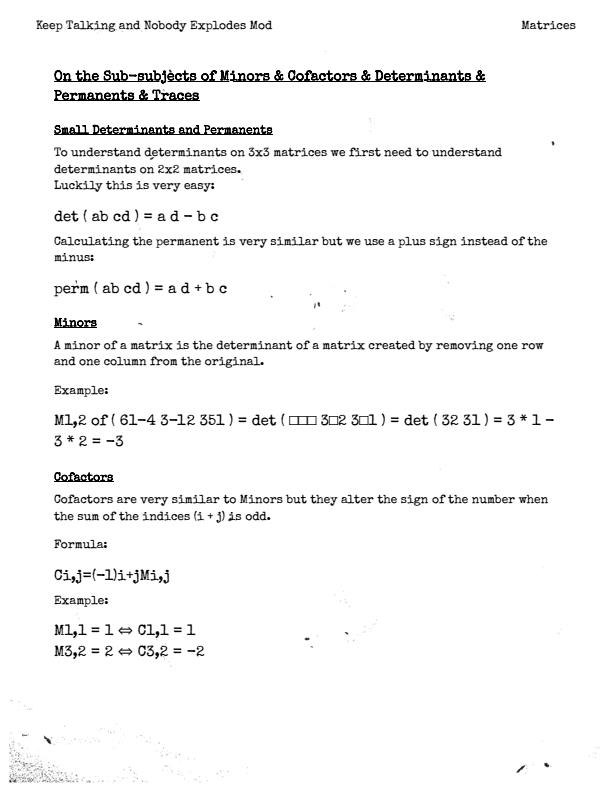 Keep Talking and Nobody Explodes Mod
Matrices
On the Sub-subjects of Minors & Cofactors & Determinants &
Permanents & Traces
Small Determinants and Permanents
To understand determinants on 3x3 matrices we first need to understand
determinants on 2x2 matrices.
Luckily this is very easy:
det ( ab cd ) = a d − b c
Calculating the permanent is very similar but we use a plus sign instead of the
minus:
perm ( ab cd ) = a d + b c
Minors
A minor of a matrix is the determinant of a matrix created by removing one row
and one column from the original.
Example:
M1,2 of ( 61−4 3−12 351 ) = det ( □□□ 3□2 3□1 ) = det ( 32 31 ) = 3 * 1 −
3 * 2 = −3
Cofactors
Cofactors are very similar to Minors but they alter the sign of the number when
the sum of the indices (i + j) is odd.
Formula:
Ci,j=(−1)i+jMi,j
Example:
M1,1 = 1 ⇔ C1,1 = 1
M3,2 = 2 ⇔ C3,2 = −2